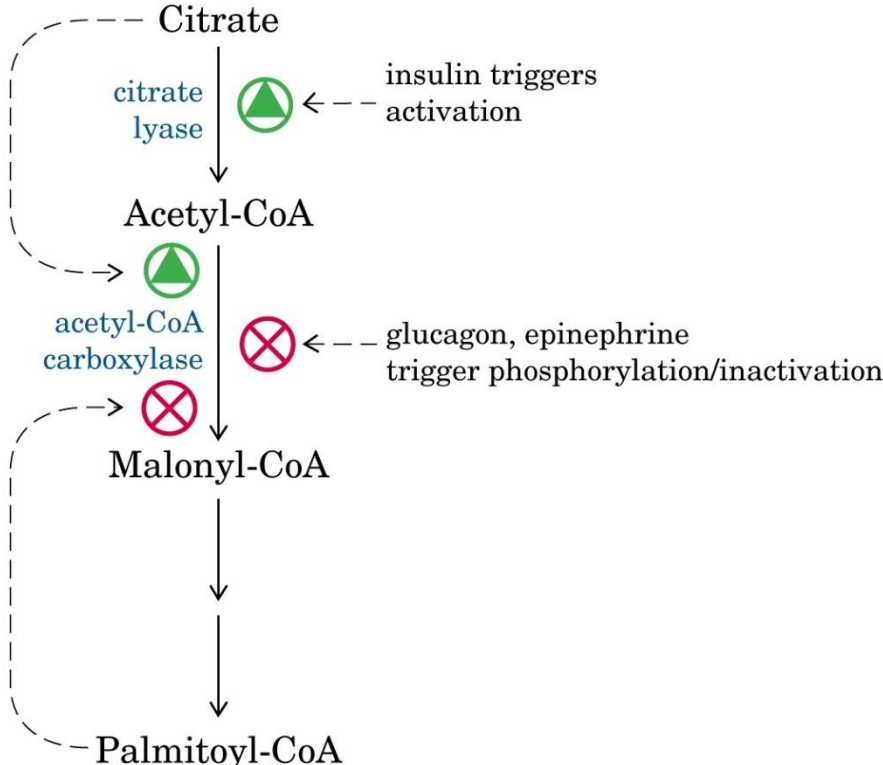 Citrate
citrate
lyase
insulin triggers
activation
Acetyl-CoA
acetyl-CoA
carboxylase
glucagon, epinephrine
trigger phosphorylation/inactivation
Malonyl-CoA
Palmitoyl-CoA